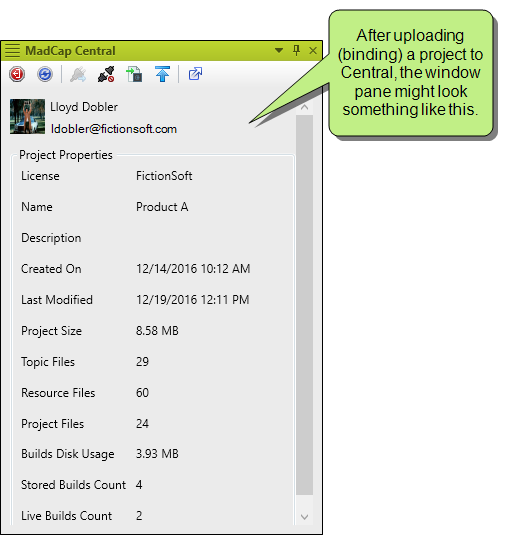 MadCap Central
After uploading
(binding) a project to
Central, the window
pane might look
something like this.
Lloyd Dobler
ldobler@fictionsoft.com
Project Properties
License FictionSoft
Name Product A
Description
Created On 12/14/2016 10:12 AM
Last Modified 12/19/2016 12:11 PM
Project Size 8.58 MB
Topic Files 29
Resource Files 60
Project Files 24
Builds Disk Usage 3.93 MB
Stored Builds Count 4
Live Builds Count 2